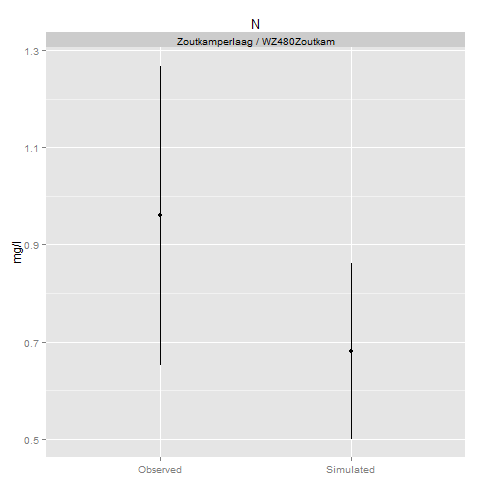 N
Zoutkamperlaag / WZ480Zoutkam
1.3
1.1
0.9
0.7
0.5
mg/l
Observed
Simulated